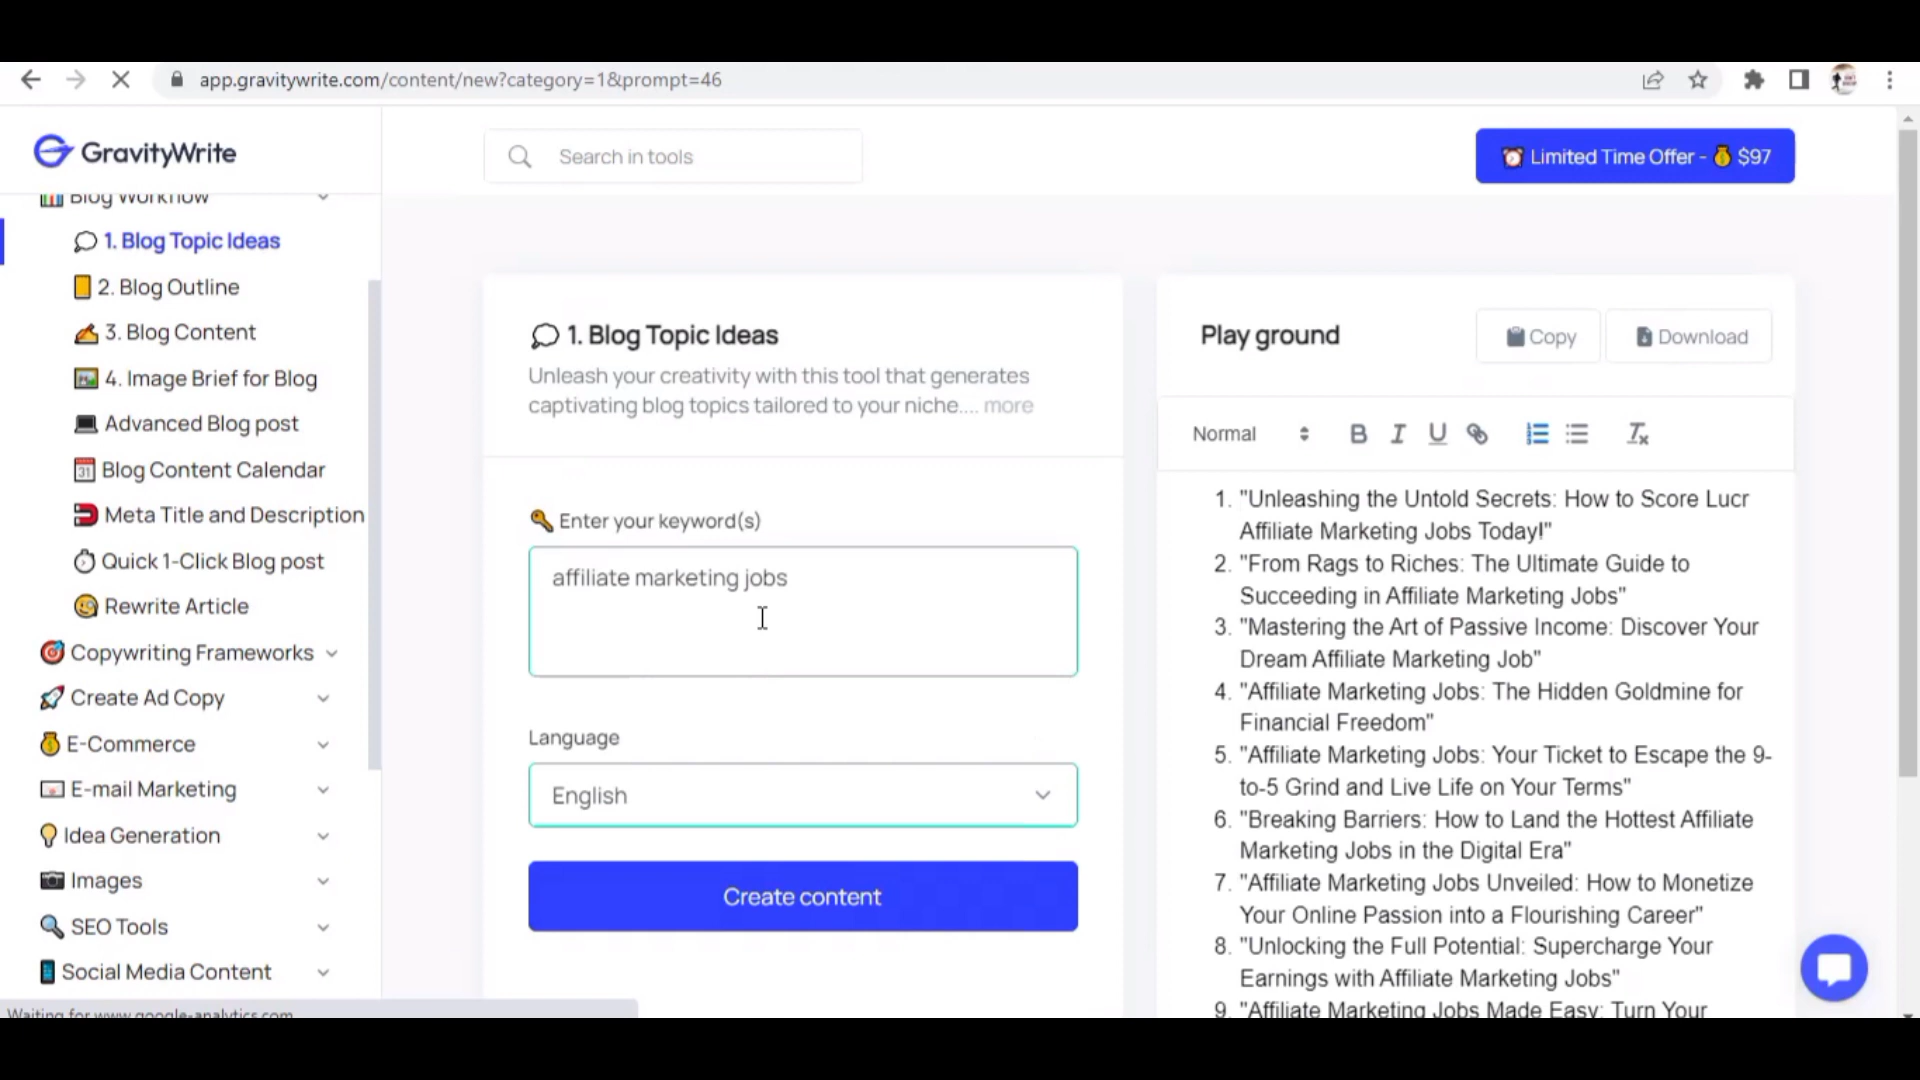 app.gravitywrite.com/content/new?category=1&prompt=46
GravityWrite
Search in tools
Limited Time Offer - $97
Blog Workflow
1. Blog Topic Ideas
2. Blog Outline
3. Blog Content
4. Image Brief for Blog
Advanced Blog post
Blog Content Calendar
Meta Title and Description
Quick 1-Click Blog post
Rewrite Article
Copywriting Frameworks
Create Ad Copy
E-Commerce
E-mail Marketing
Idea Generation
Images
SEO Tools
Social Media Content
Waiting for www.google-analytics.com
1. Blog Topic Ideas
Unleash your creativity with this tool that generates
captivating blog topics tailored to your niche.... more
Enter your keyword(s)
affiliate marketing jobs
Language
English
Create content
Play ground
Copy
Download
Normal
1. "Unleashing the Untold Secrets: How to Score Lucr
Affiliate Marketing Jobs Today!"
2. "From Rags to Riches: The Ultimate Guide to
Succeeding in Affiliate Marketing Jobs"
3. "Mastering the Art of Passive Income: Discover Your
Dream Affiliate Marketing Job"
4. "Affiliate Marketing Jobs: The Hidden Goldmine for
Financial Freedom"
5. "Affiliate Marketing Jobs: Your Ticket to Escape the 9-
to-5 Grind and Live Life on Your Terms"
6. "Breaking Barriers: How to Land the Hottest Affiliate
Marketing Jobs in the Digital Era"
7. "Affiliate Marketing Jobs Unveiled: How to Monetize
Your Online Passion into a Flourishing Career"
8. "Unlocking the Full Potential: Supercharge Your
Earnings with Affiliate Marketing Jobs"
9. "Affiliate Marketing Jobs Made Easy: Turn Your